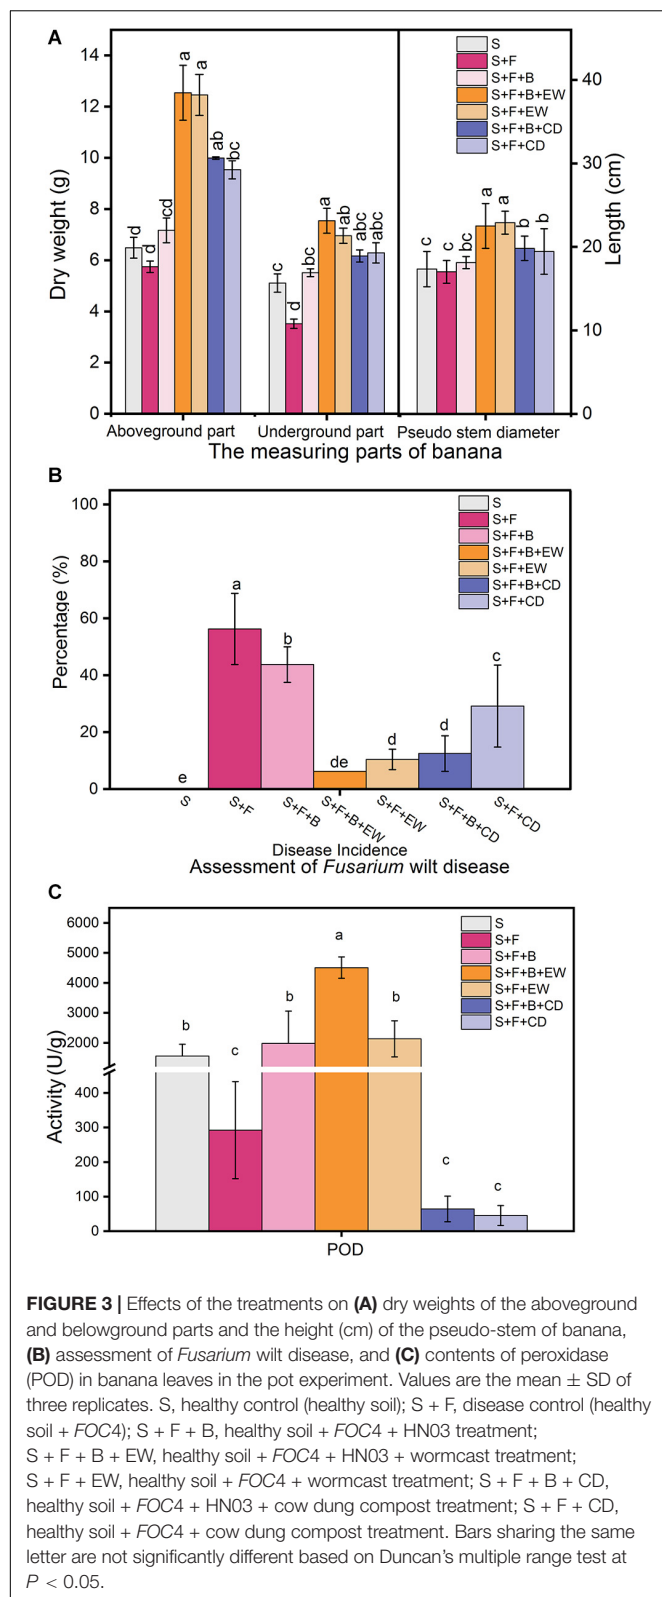 A
S
S+F
S+F+B
S+F+B+EW
S+F+EW
S+F+B+CD
S+F+CD
14
12
10
8
6
4
2
0
Dry weight (g)
d
d
cd
a
a
ab
bc
c
d
bc
a
ab
abc
abc
c
c
bc
a
a
b
b
40
30
20
10
0
Length (cm)
Aboveground part
Underground part
Pseudo stem diameter
The measuring parts of banana
B
100
80
60
40
20
0
Percentage (%)
S
S+F
S+F+B
S+F+B+EW
S+F+EW
S+F+B+CD
S+F+CD
e
a
b
de
d
d
c
S
S+F
S+F+B
S+F+B+EW
S+F+EW
S+F+B+CD
S+F+CD
Disease Incidence
Assessment of Fusarium wilt disease
C
6000
5000
4000
3000
2000
400
300
200
100
0
Activity (U/g)
S
S+F
S+F+B
S+F+B+EW
S+F+EW
S+F+B+CD
S+F+CD
b
c
b
a
b
c
c
POD
FIGURE 3 | Effects of the treatments on (A) dry weights of the aboveground
and belowground parts and the height (cm) of the pseudo-stem of banana,
(B) assessment of Fusarium wilt disease, and (C) contents of peroxidase
(POD) in banana leaves in the pot experiment. Values are the mean ± SD of
three replicates. S, healthy control (healthy soil); S + F, disease control (healthy
soil + FOC4); S + F + B, healthy soil + FOC4 + HN03 treatment;
S + F + B + EW, healthy soil + FOC4 + HN03 + wormcast treatment;
S + F + EW, healthy soil + FOC4 + wormcast treatment; S + F + B + CD,
healthy soil + FOC4 + HN03 + cow dung compost treatment; S + F + CD,
healthy soil + FOC4 + cow dung compost treatment. Bars sharing the same
letter are not significantly different based on Duncan's multiple range test at
P < 0.05.